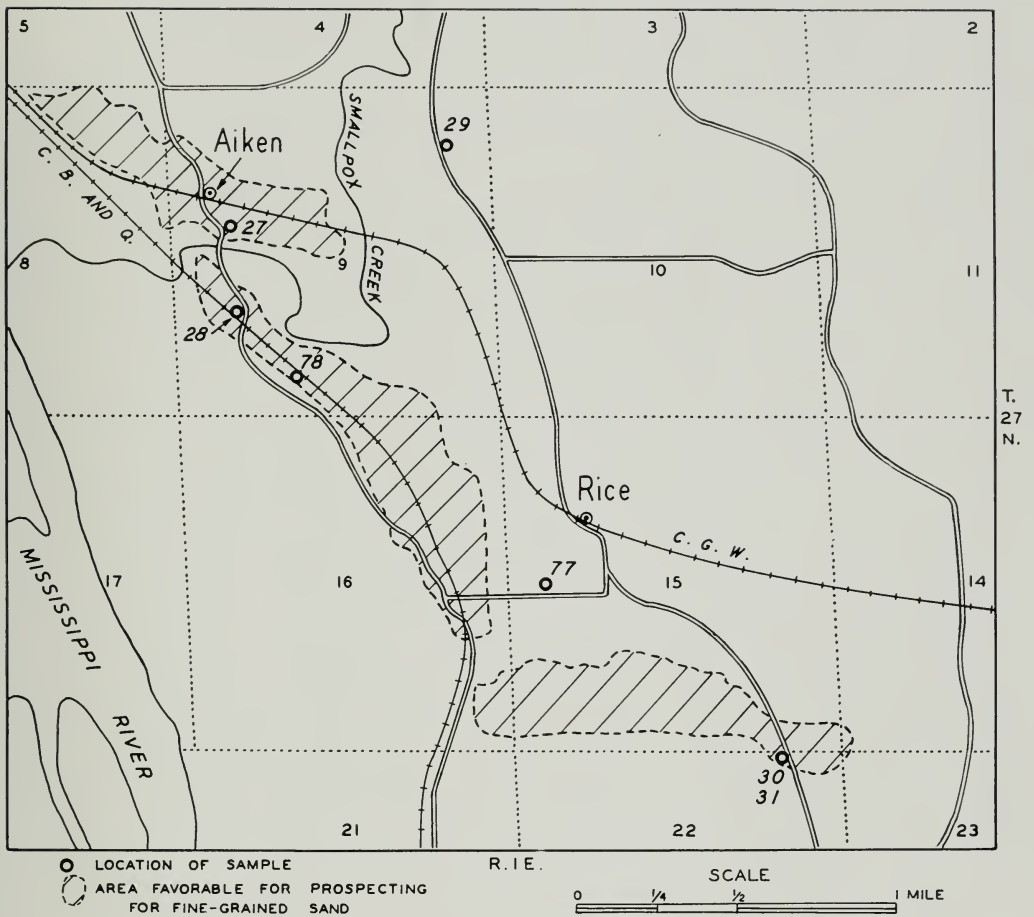 5
4
3
2
SMALLPOX
CREEK
29
Aiken
C. B. AND Q.
27
8
9
10
11
28
78
T.
27
N.
Rice
C. G. W.
77
17
16
15
14
MISSISSIPPI
RIVER
30
31
21
22
23
LOCATION OF SAMPLE
AREA FAVORABLE FOR PROSPECTING
FOR FINE-GRAINED SAND
R. I E.
SCALE
0 1/4 1/2 1 MILE